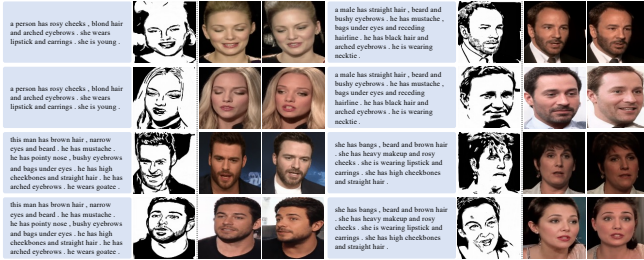 a person has rosy cheeks , blond hair
and arched eyebrows . she wears
lipstick and earrings . she is young .
a male has straight hair , beard and
bushy eyebrows . he has mustache ,
bags under eyes and receding
hairline . he has black hair and
arched eyebrows . he is wearing
necktie .
a person has rosy cheeks , blond hair
and arched eyebrows . she wears
lipstick and earrings . she is young .
a male has straight hair , beard and
bushy eyebrows . he has mustache ,
bags under eyes and receding
hairline . he has black hair and
arched eyebrows . he is wearing
necktie .
this man has brown hair , narrow
eyes and beard . he has mustache .
he has pointy nose , bushy eyebrows
and bags under eyes . he has high
cheekbones and straight hair . he has
arched eyebrows . he wears goatee .
she has bangs , beard and brown hair
. she has heavy makeup and rosy
cheeks . she is wearing lipstick and
earrings . she has high cheekbones
and straight hair .
this man has brown hair , narrow
eyes and beard . he has mustache .
he has pointy nose , bushy eyebrows
and bags under eyes . he has high
cheekbones and straight hair . he has
arched eyebrows . he wears goatee .
she has bangs , beard and brown hair
. she has heavy makeup and rosy
cheeks . she is wearing lipstick and
earrings . she has high cheekbones
and straight hair .